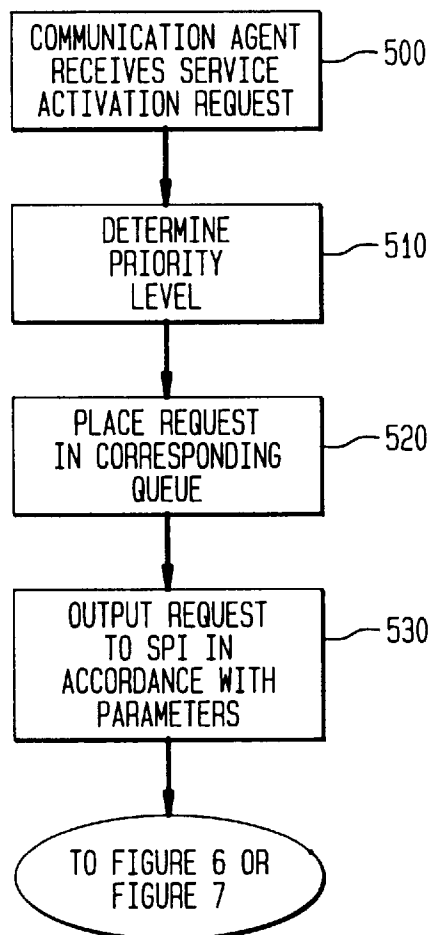 COMMUNICATION AGENT
RECEIVES SERVICE
ACTIVATION REQUEST
500
DETERMINE
PRIORITY
LEVEL
510
PLACE REQUEST
IN CORRESPONDING
QUEUE
520
OUTPUT REQUEST
TO SPI IN
ACCORDANCE WITH
PARAMETERS
530
TO FIGURE 6 OR
FIGURE 7